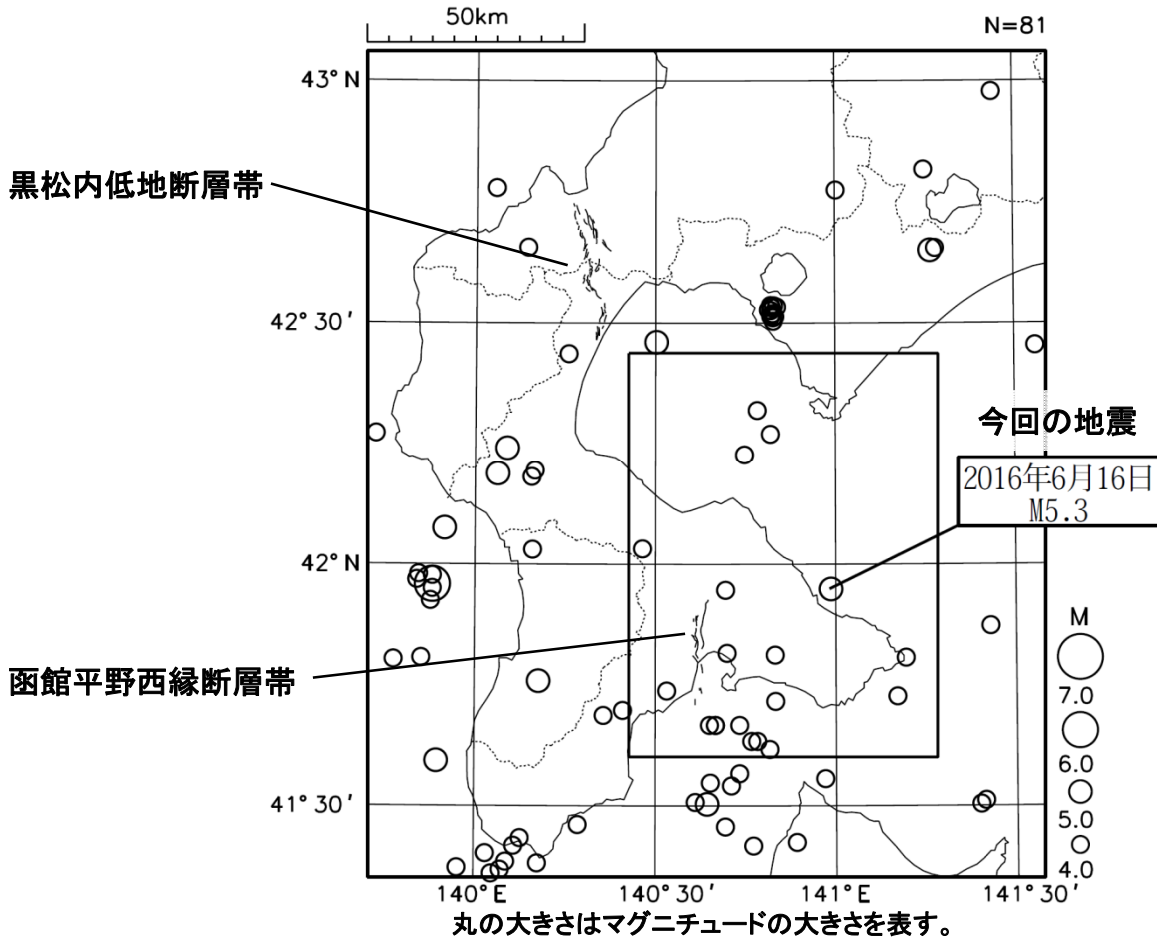 50km
N=81
43°N
黒松内低地断層帯
42°30′
今回の地震
2016年6月16日
M5.3
42°N
M
7.0
6.0
5.0
4.0
函館平野西縁断層帯
41°30′
140°E
140°30′
141°E
141°30′
丸の大きさはマグニチュードの大きさを表す。